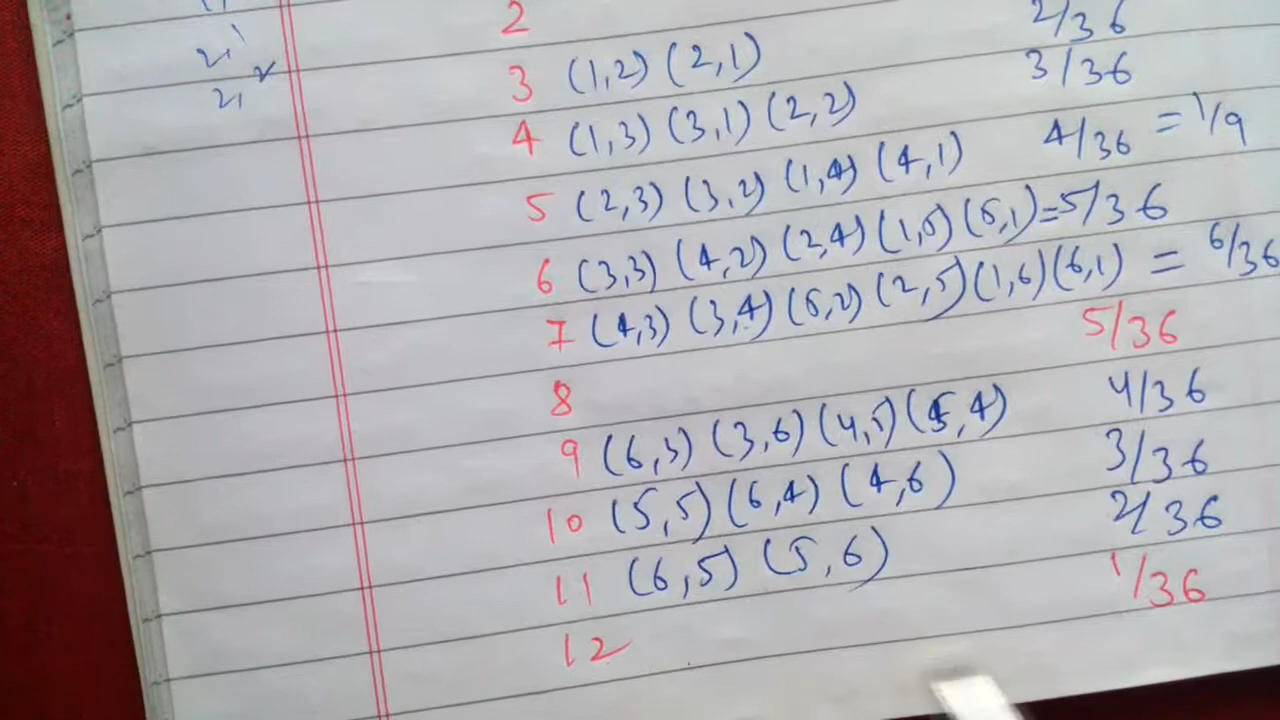 2
3 (1,2) (2,1) 2/36
4 (1,3) (3,1) (2,2) 3/36
5 (2,3) (3,2) (1,4) (4,1) 4/36 = 1/9
6 (3,3) (4,2) (2,4) (1,5) (5,1) = 5/36
7 (4,3) (3,4) (5,2) (2,5) (1,6) (6,1) = 6/36
8 5/36
9 (6,3) (3,6) (4,5) (5,4) 4/36
10 (5,5) (6,4) (4,6) 3/36
11 (6,5) (5,6) 2/36
12 1/36